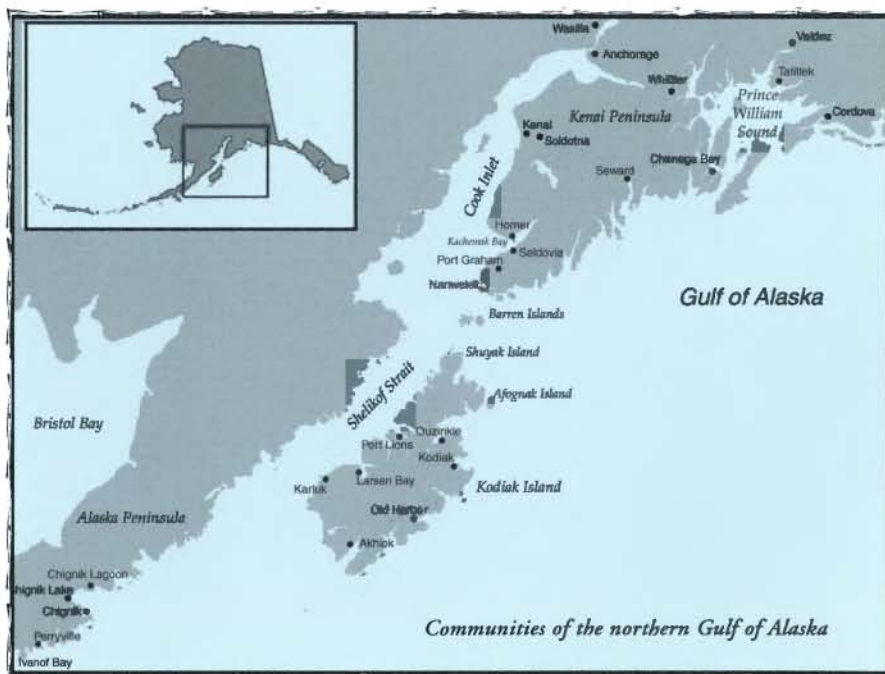 Wasilla
Anchorage
Valdez
Whittier
Tatitlek
Prince
William
Sound
Cordova
Kenai Peninsula
Kenai
Soldotna
Chenega Bay
Seward
Cook Inlet
Homer
Kachemak Bay
Seldovia
Port Graham
Nanwalek
Gulf of Alaska
Barren Islands
Shuyak Island
Afognak Island
Shelikof Strait
Bristol Bay
Ouzinkie
Port Lions
Kodiak
Larsen Bay
Karluk
Kodiak Island
Old Harbor
Alaska Peninsula
Akhiok
Chignik Lagoon
hignik Lake
Chignik
Perryville
Ivanof Bay
Communities of the northern Gulf of Alaska